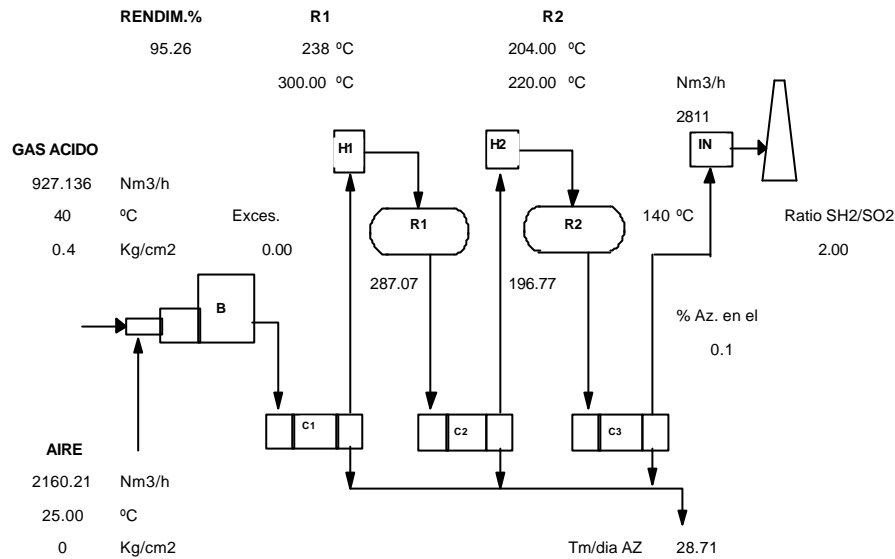 RENDIM.% R1 R2
95.26 238 ºC 204.00 ºC
300.00 ºC 220.00 ºC Nm3/h
2811
H1 H2 IN
GAS ACIDO
927.136 Nm3/h
40 ºC Exces. R1 R2 140 ºC Ratio SH2/SO2
0.4 Kg/cm2 0.00 2.00
287.07 196.77
B
% Az. en el
0.1
C1 C2 C3
AIRE
2160.21 Nm3/h
25.00 ºC
0 Kg/cm2 Tm/dia AZ 28.71